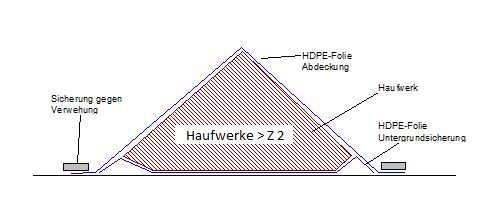 HDPE-Folie
Abdeckung
Haufwerk
Sicherung gegen
Verwehung
HDPE-Folie
Untergrundsicherung
Haufwerke > Z 2